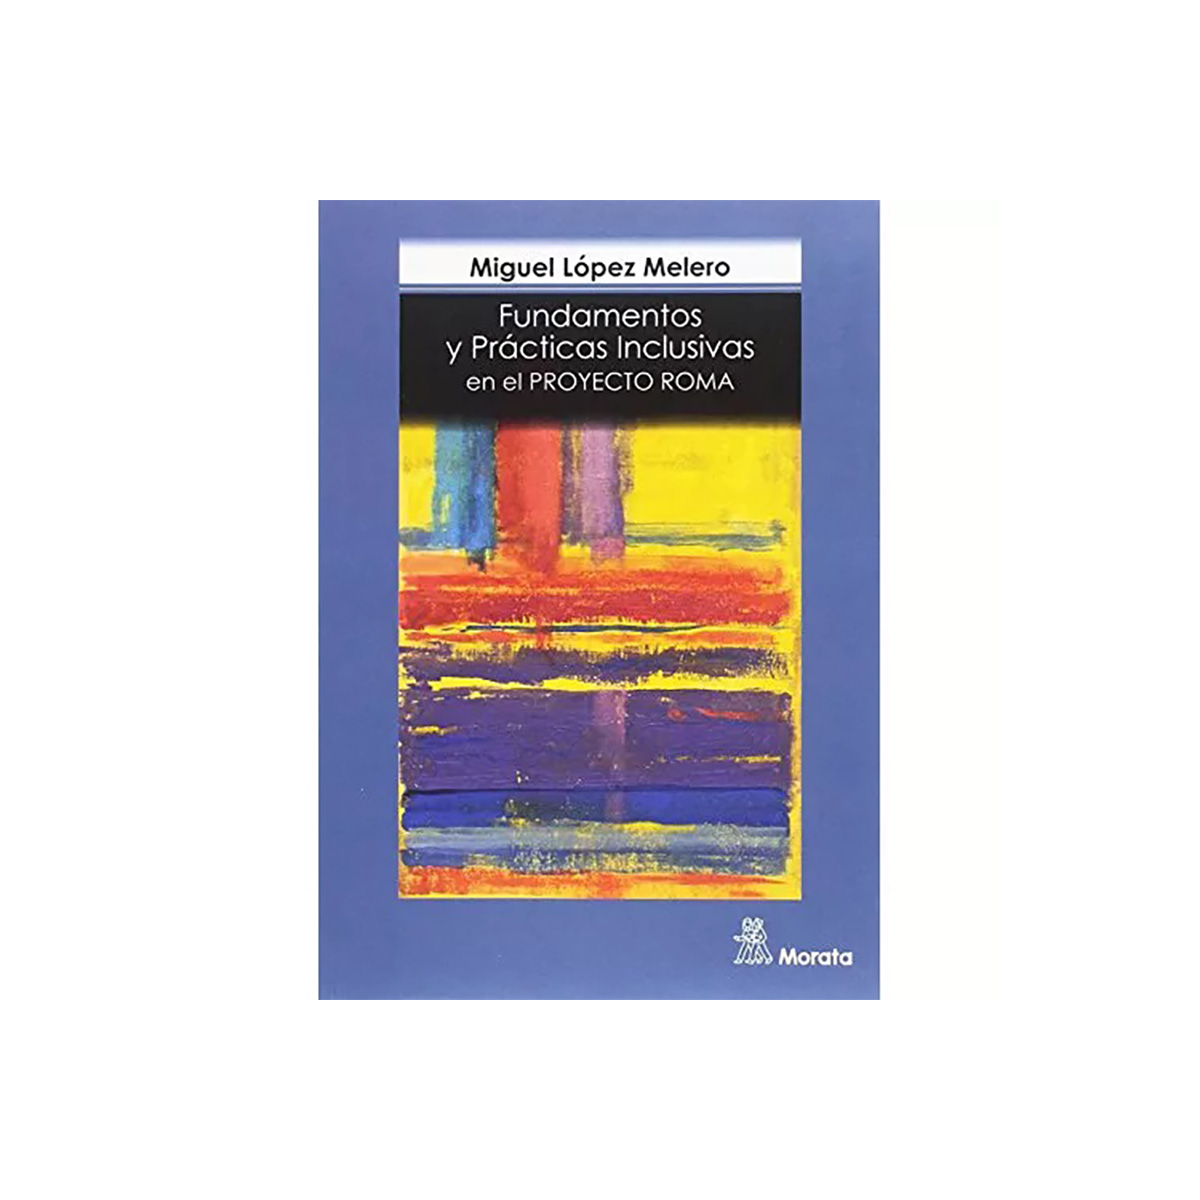 Miguel López Melero
Fundamentos
y Prácticas Inclusivas
en el PROYECTO ROMA
Morata